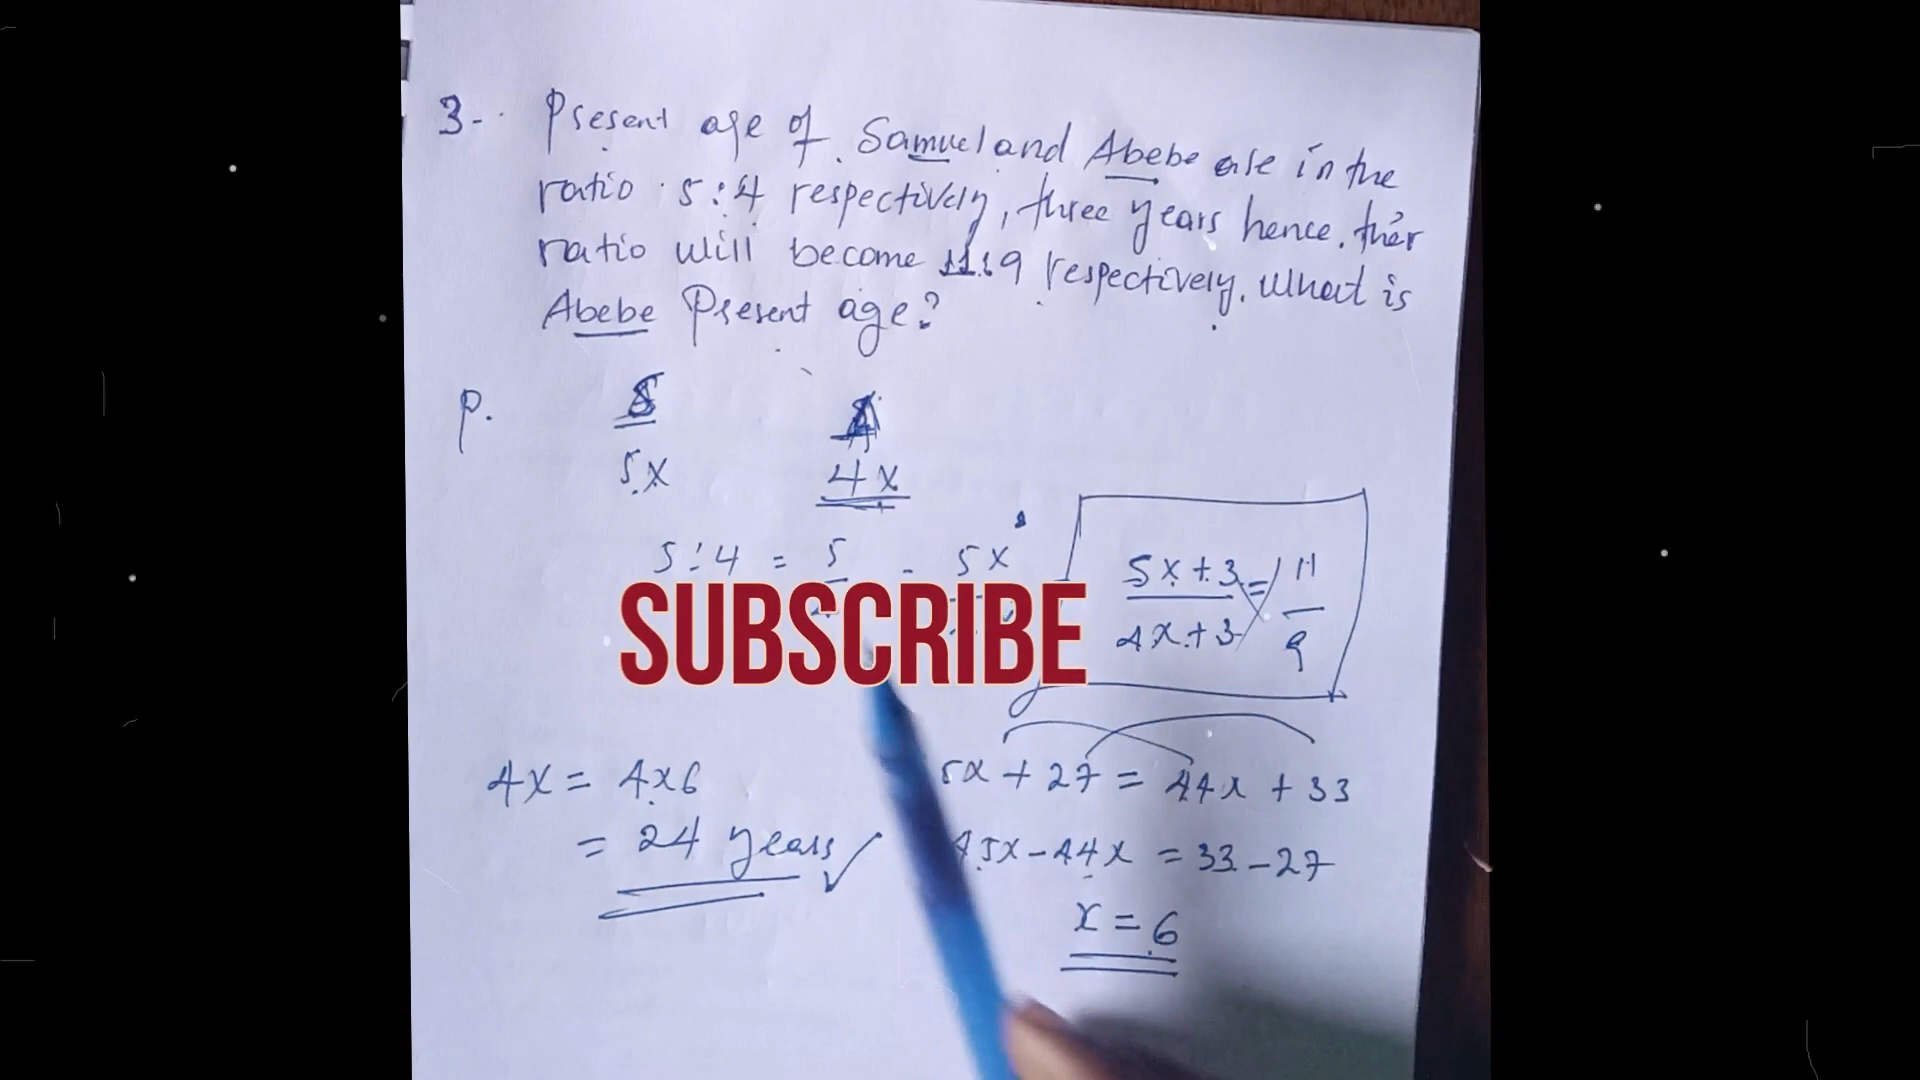 3-. Present age of Samuel and Abebe are in the
ratio 5:4 respectively, three years hence, their
ratio will become 11:9 respectively. What is
Abebe Present age?
P. S A
5x 4x
5:4 = 5 5x
5x+3 = 11
4x+3 9
SUBSCRIBE
4x = 4x6
= 24 years ✓
5x + 27 = 44x + 33
45x - 44x = 33 - 27
x = 6